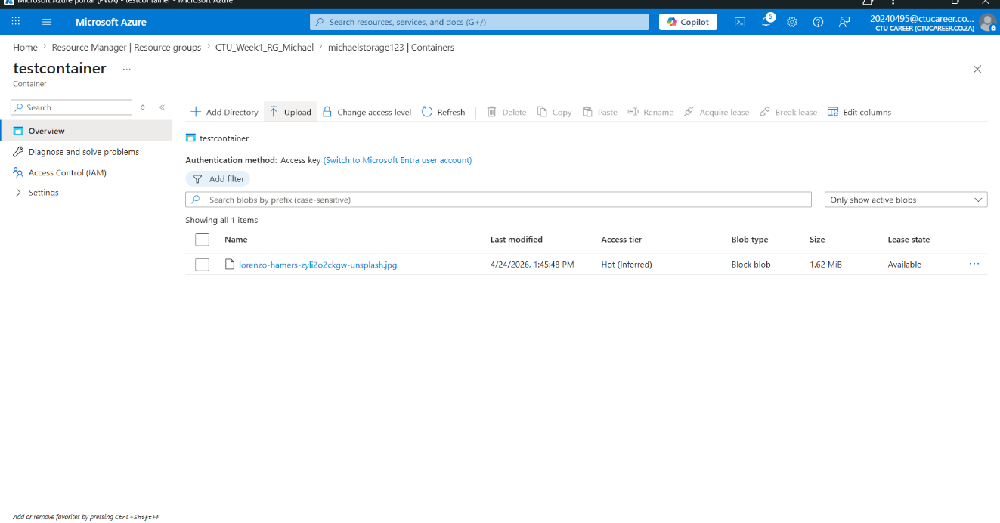 Microsoft Azure portal (PWA) - testcontainer - Microsoft Azure
Microsoft Azure
Search resources, services, and docs (G+/)
Copilot
5
20240495@ctucareer.co...
CTU CAREER (CTUCAREER.CO.ZA)
Home > Resource Manager | Resource groups > CTU_Week1_RG_Michael > michaelstorage123 | Containers
testcontainer ...
Container
Search
Overview
Diagnose and solve problems
Access Control (IAM)
Settings
Add Directory Upload Change access level Refresh Delete Copy Paste Rename Acquire lease Break lease Edit columns
testcontainer
Authentication method: Access key (Switch to Microsoft Entra user account)
Add filter
Search blobs by prefix (case-sensitive)
Only show active blobs
Showing all 1 items
Name Last modified Access tier Blob type Size Lease state
lorenzo-hamers-zyliZoZckgw-unsplash.jpg 4/24/2026, 1:45:48 PM Hot (Inferred) Block blob 1.62 MiB Available ...
Add or remove favorites by pressing Ctrl+Shift+F